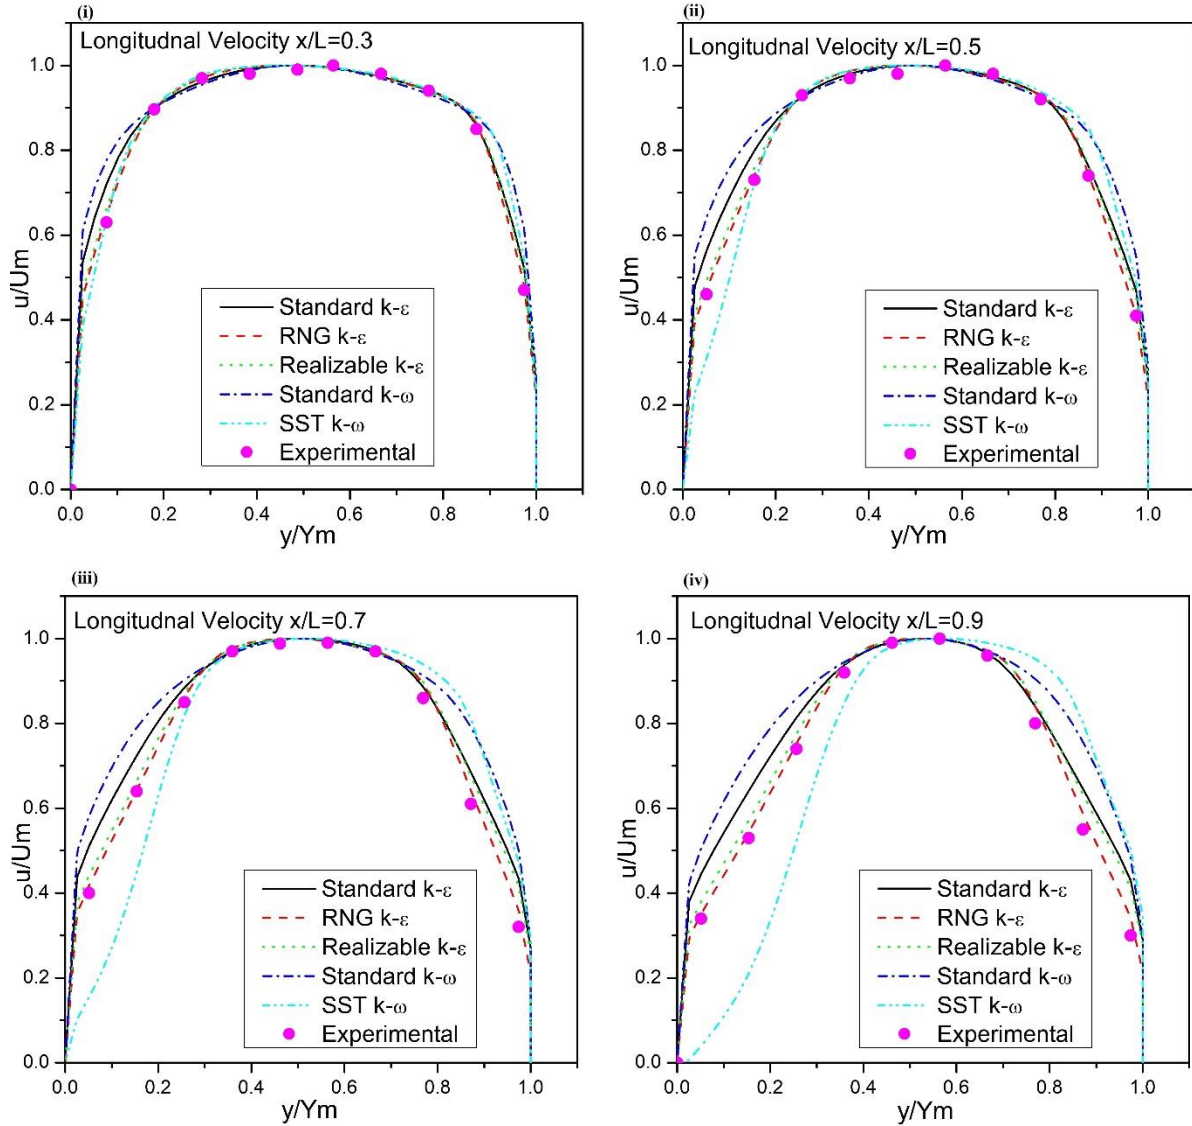 (i)
Longitudnal Velocity x/L=0.3
1.0
0.8
0.6
0.4
0.2
0.0
u/Um
Standard k-ε
RNG k-ε
Realizable k-ε
Standard k-ω
SST k-ω
Experimental
0.0 0.2 0.4 0.6 0.8 1.0
y/Ym
(ii)
Longitudnal Velocity x/L=0.5
1.0
0.8
0.6
0.4
0.2
0.0
u/Um
Standard k-ε
RNG k-ε
Realizable k-ε
Standard k-ω
SST k-ω
Experimental
0.0 0.2 0.4 0.6 0.8 1.0
y/Ym
(iii)
Longitudnal Velocity x/L=0.7
1.0
0.8
0.6
0.4
0.2
0.0
u/Um
Standard k-ε
RNG k-ε
Realizable k-ε
Standard k-ω
SST k-ω
Experimental
0.0 0.2 0.4 0.6 0.8 1.0
y/Ym
(iv)
Longitudnal Velocity x/L=0.9
1.0
0.8
0.6
0.4
0.2
0.0
u/Um
Standard k-ε
RNG k-ε
Realizable k-ε
Standard k-ω
SST k-ω
Experimental
0.0 0.2 0.4 0.6 0.8 1.0
y/Ym